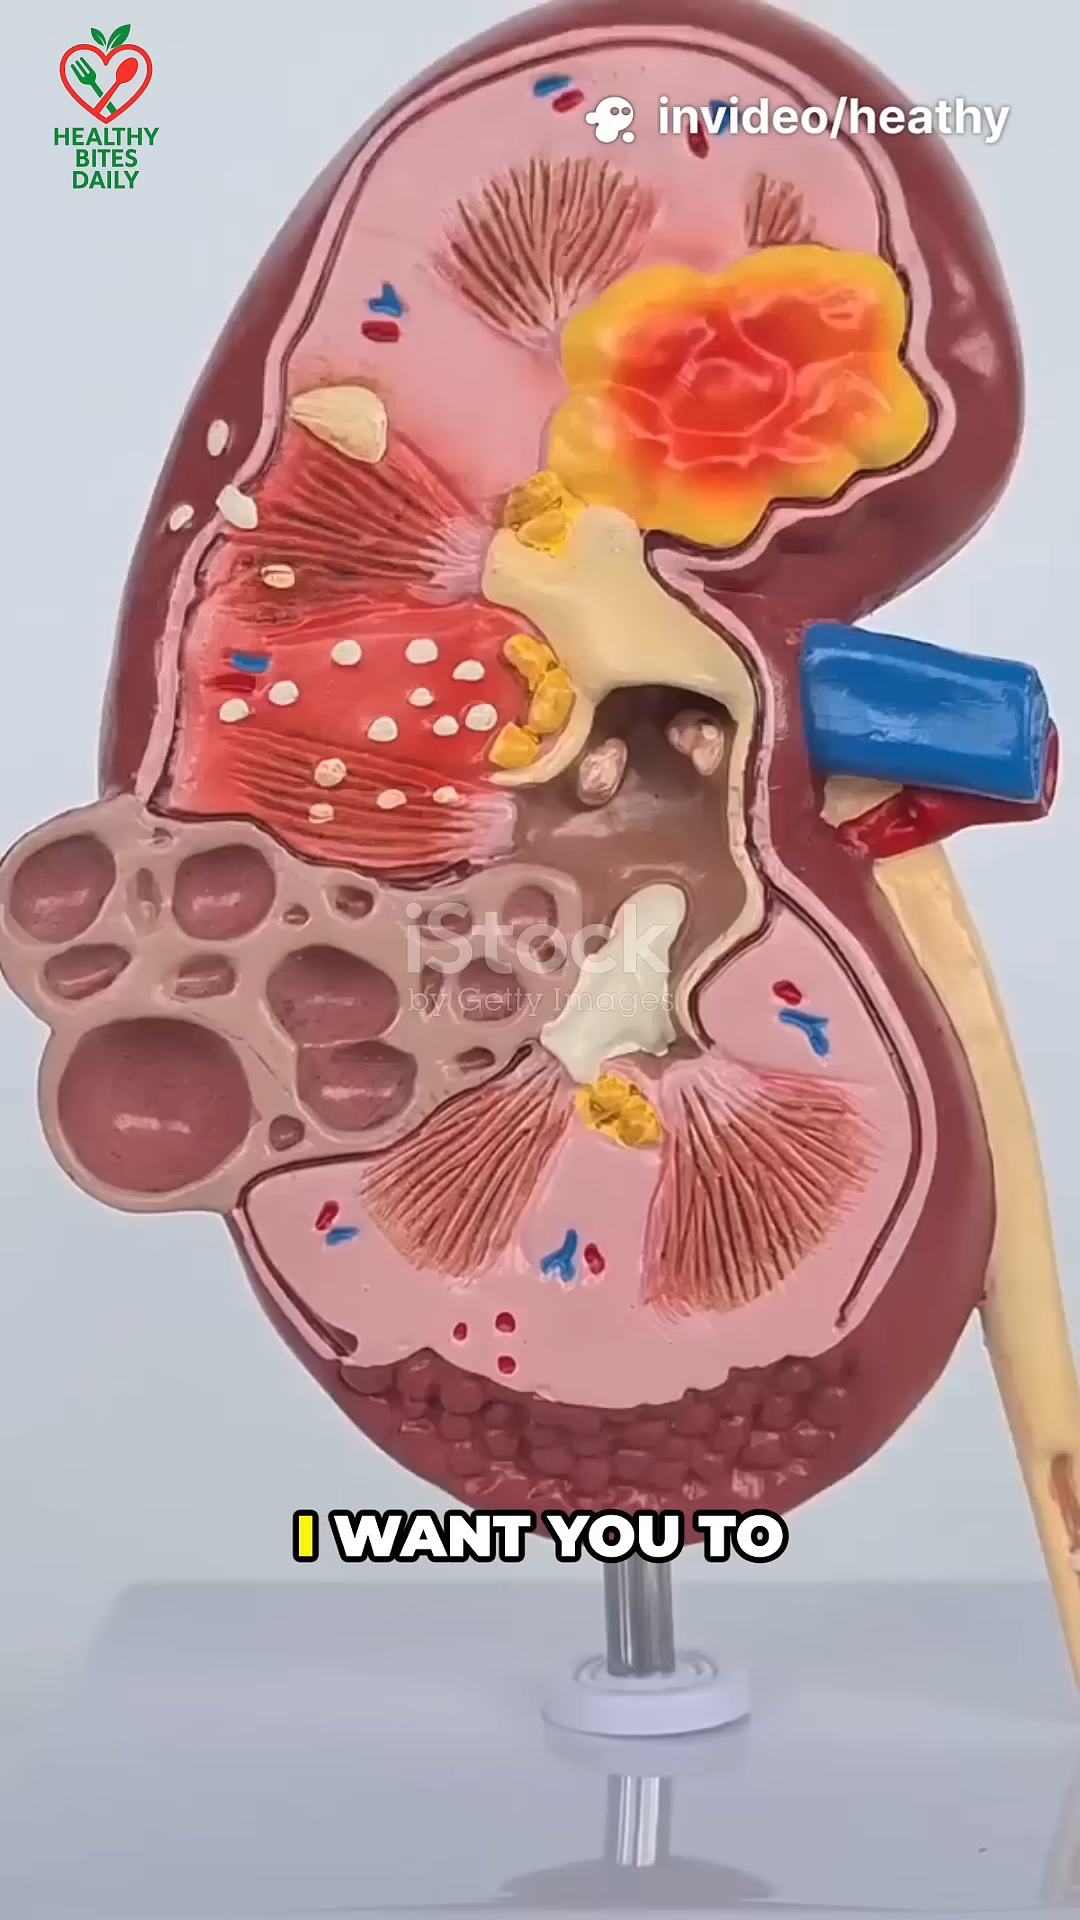 HEALTHY
BITES
DAILY
invideo/heathy
iStock
by Getty Images
I WANT YOU TO